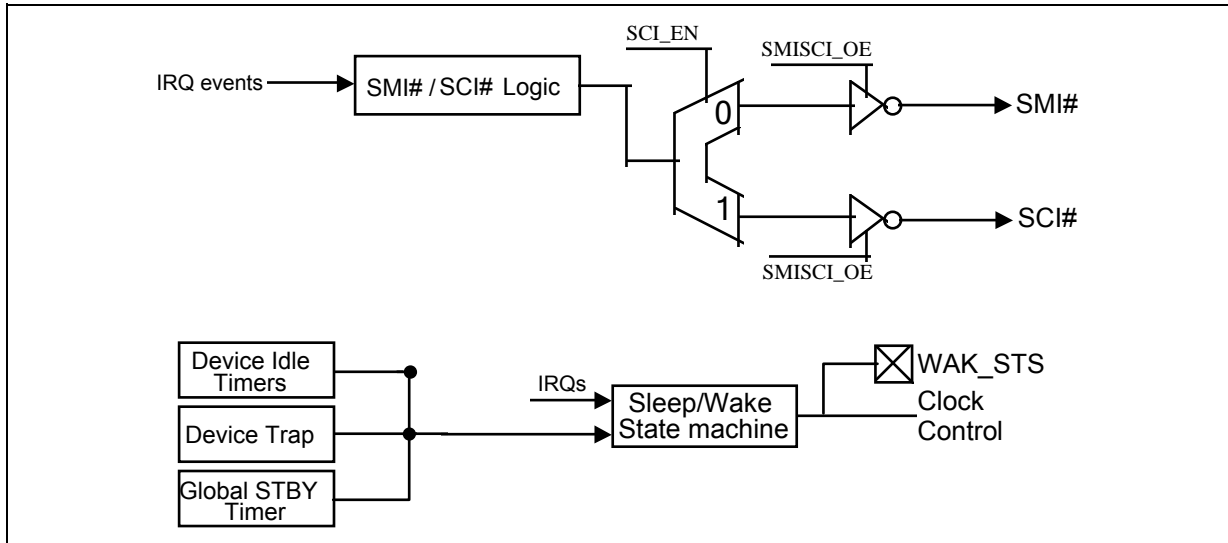 SCI_EN
SMISCI_OE
IRQ events
SMI# / SCI# Logic
0
SMI#
1
SCI#
SMISCI_OE
Device Idle
Timers
Device Trap
Global STBY
Timer
IRQs
Sleep/Wake
State machine
WAK_STS
Clock
Control